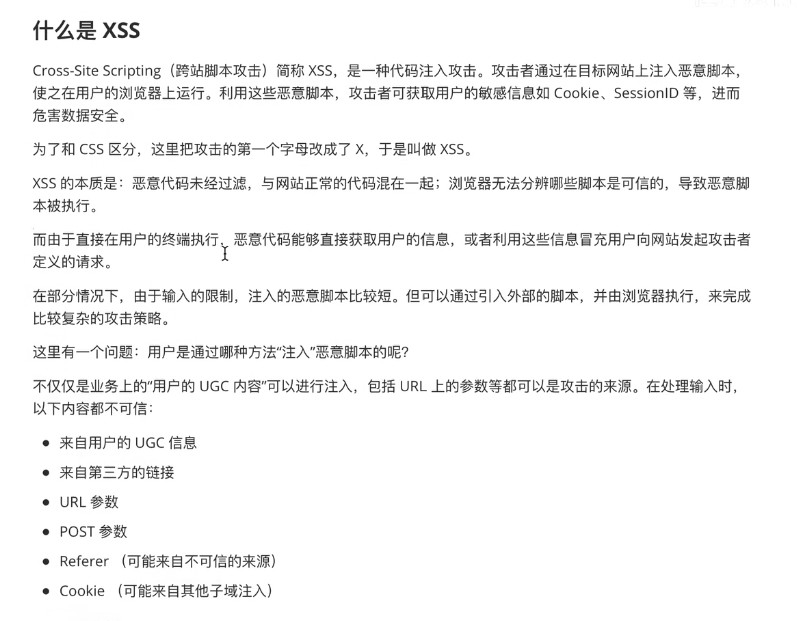 什么是 XSS
Cross-Site Scripting（跨站脚本攻击）简称 XSS，是一种代码注入攻击。攻击者通过在目标网站上注入恶意脚本，
使之在用户的浏览器上运行。利用这些恶意脚本，攻击者可获取用户的敏感信息如 Cookie、SessionID 等，进而
危害数据安全。
为了和 CSS 区分，这里把攻击的第一个字母改成了 X，于是叫做 XSS。
XSS 的本质是：恶意代码未经过滤，与网站正常的代码混在一起；浏览器无法分辨哪些脚本是可信的，导致恶意脚
本被执行。
而由于直接在用户的终端执行，恶意代码能够直接获取用户的信息，或者利用这些信息冒充用户向网站发起攻击者
定义的请求。
在部分情况下，由于输入的限制，注入的恶意脚本比较短。但可以通过引入外部的脚本，并由浏览器执行，来完成
比较复杂的攻击策略。
这里有一个问题：用户是通过哪种方法“注入”恶意脚本的呢？
不仅仅是业务上的“用户的 UGC 内容”可以进行注入，包括 URL 上的参数等都可以是攻击的来源。在处理输入时，
以下内容都不可信：
• 来自用户的 UGC 信息
• 来自第三方的链接
• URL 参数
• POST 参数
• Referer （可能来自不可信的来源）
• Cookie （可能来自其他子域注入）